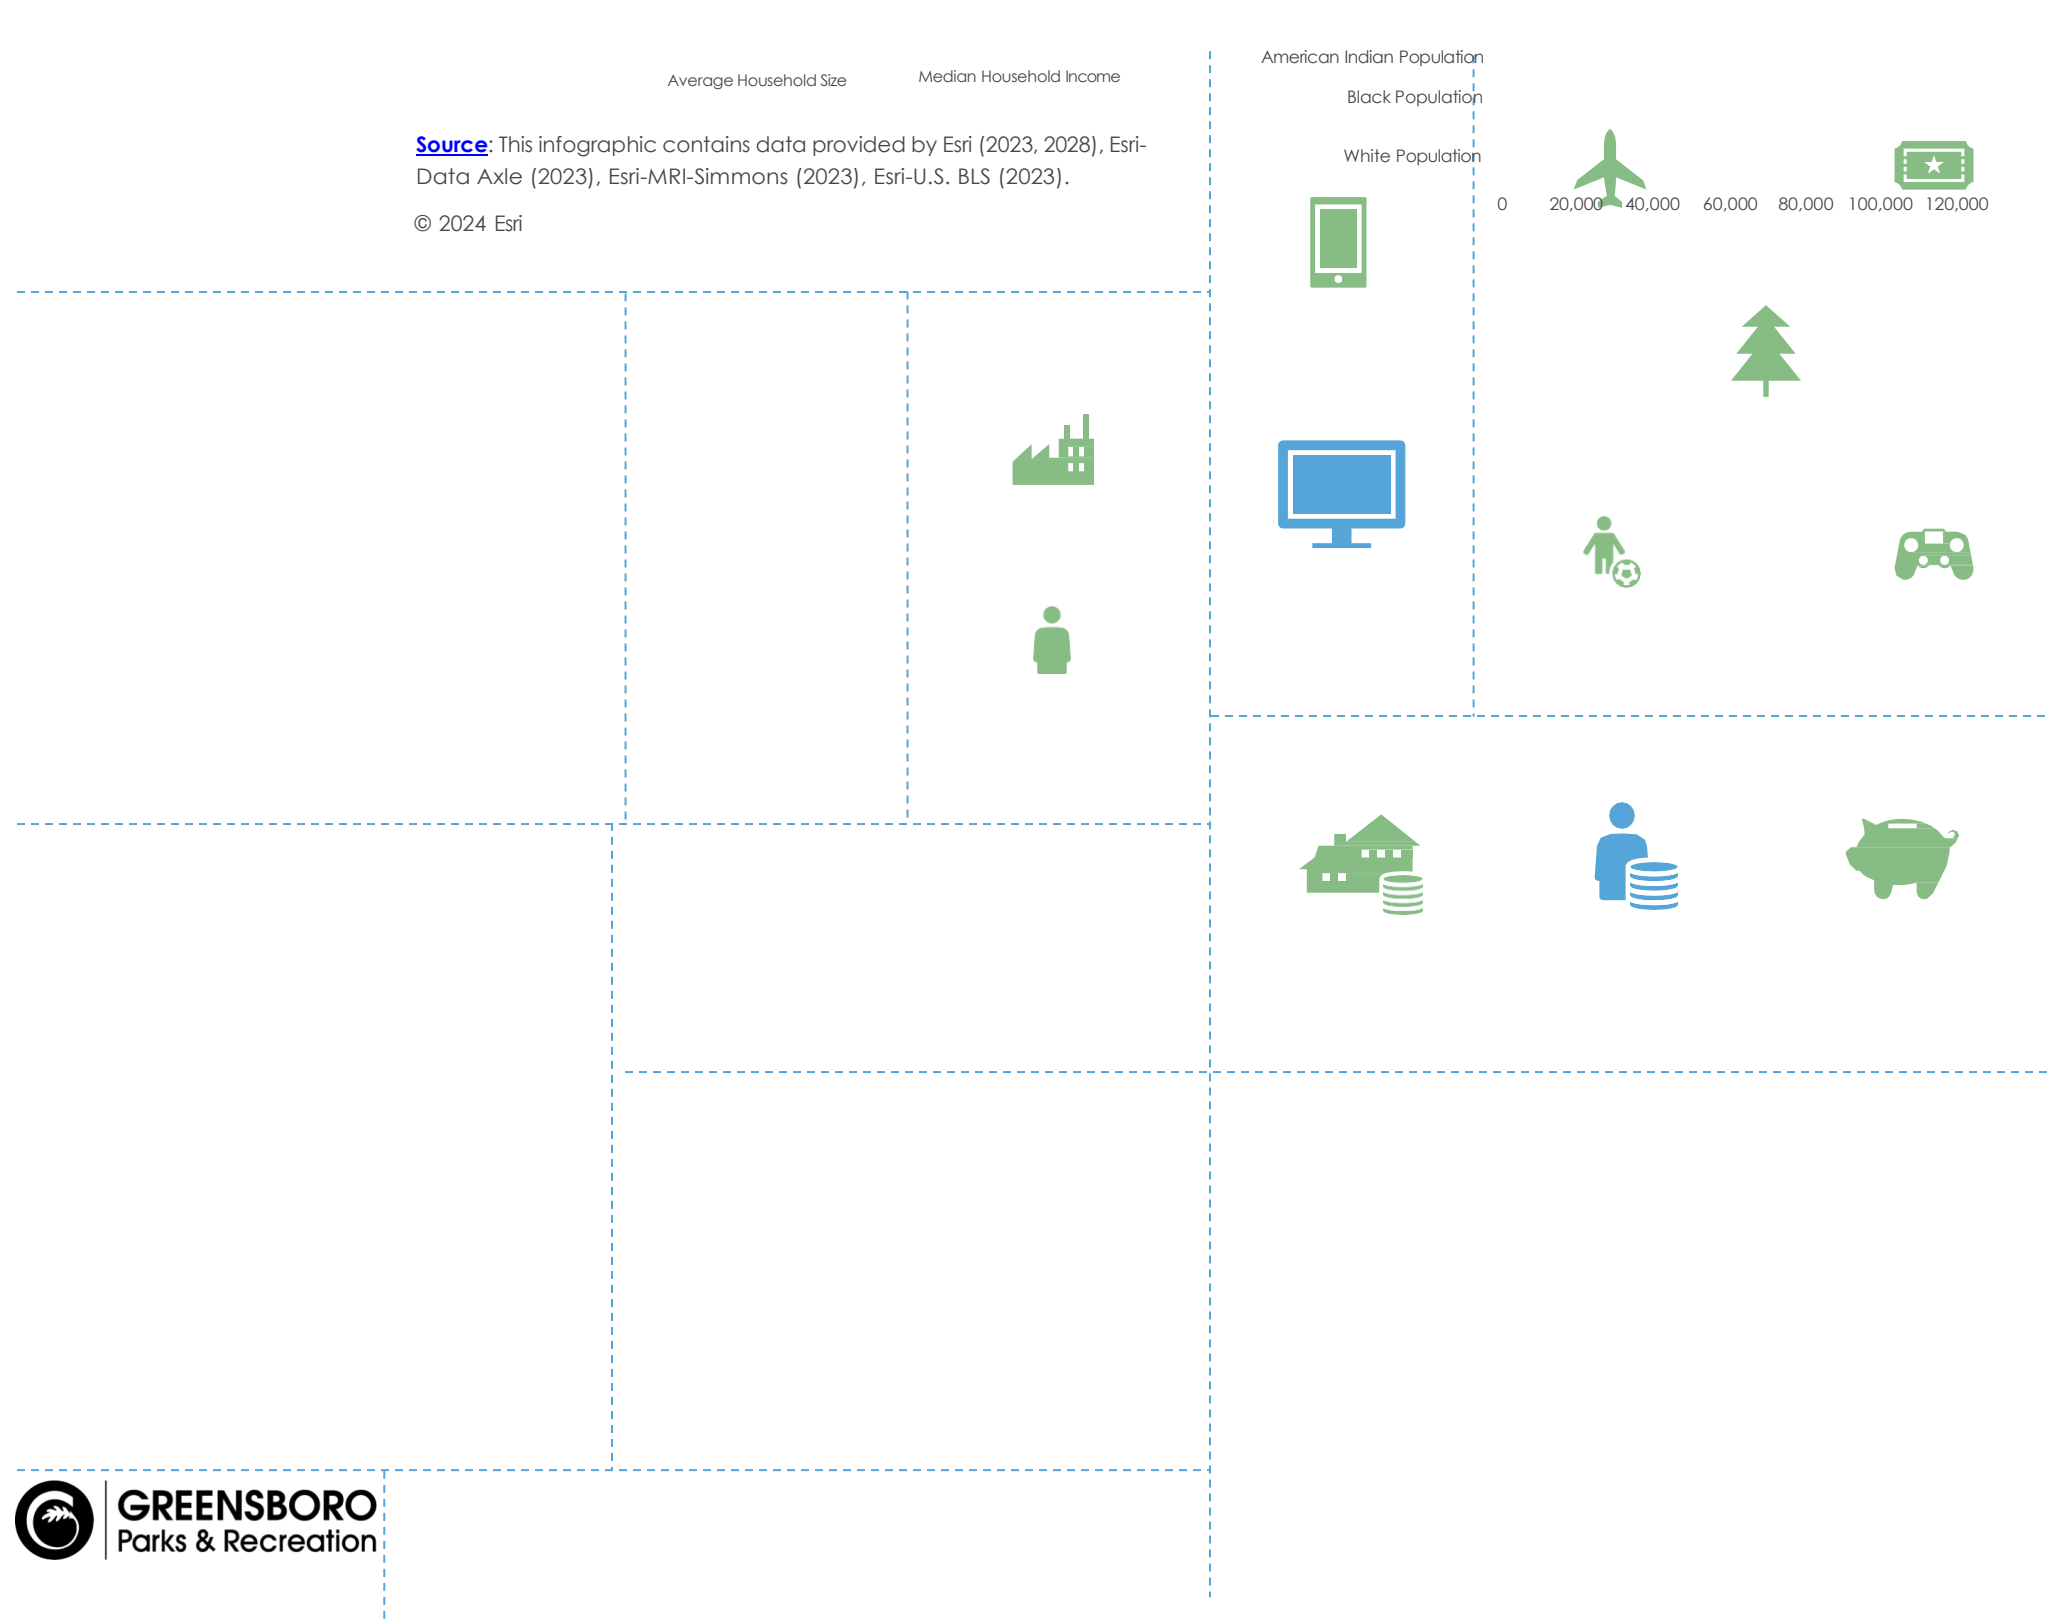 Average Household Size
Median Household Income
Source: This infographic contains data provided by Esri (2023, 2028), Esri-
Data Axle (2023), Esri-MRI-Simmons (2023), Esri-U.S. BLS (2023).
© 2024 Esri
American Indian Population
Black Population
White Population
0 20,000 40,000 60,000 80,000 100,000 120,000
GREENSBORO
Parks & Recreation